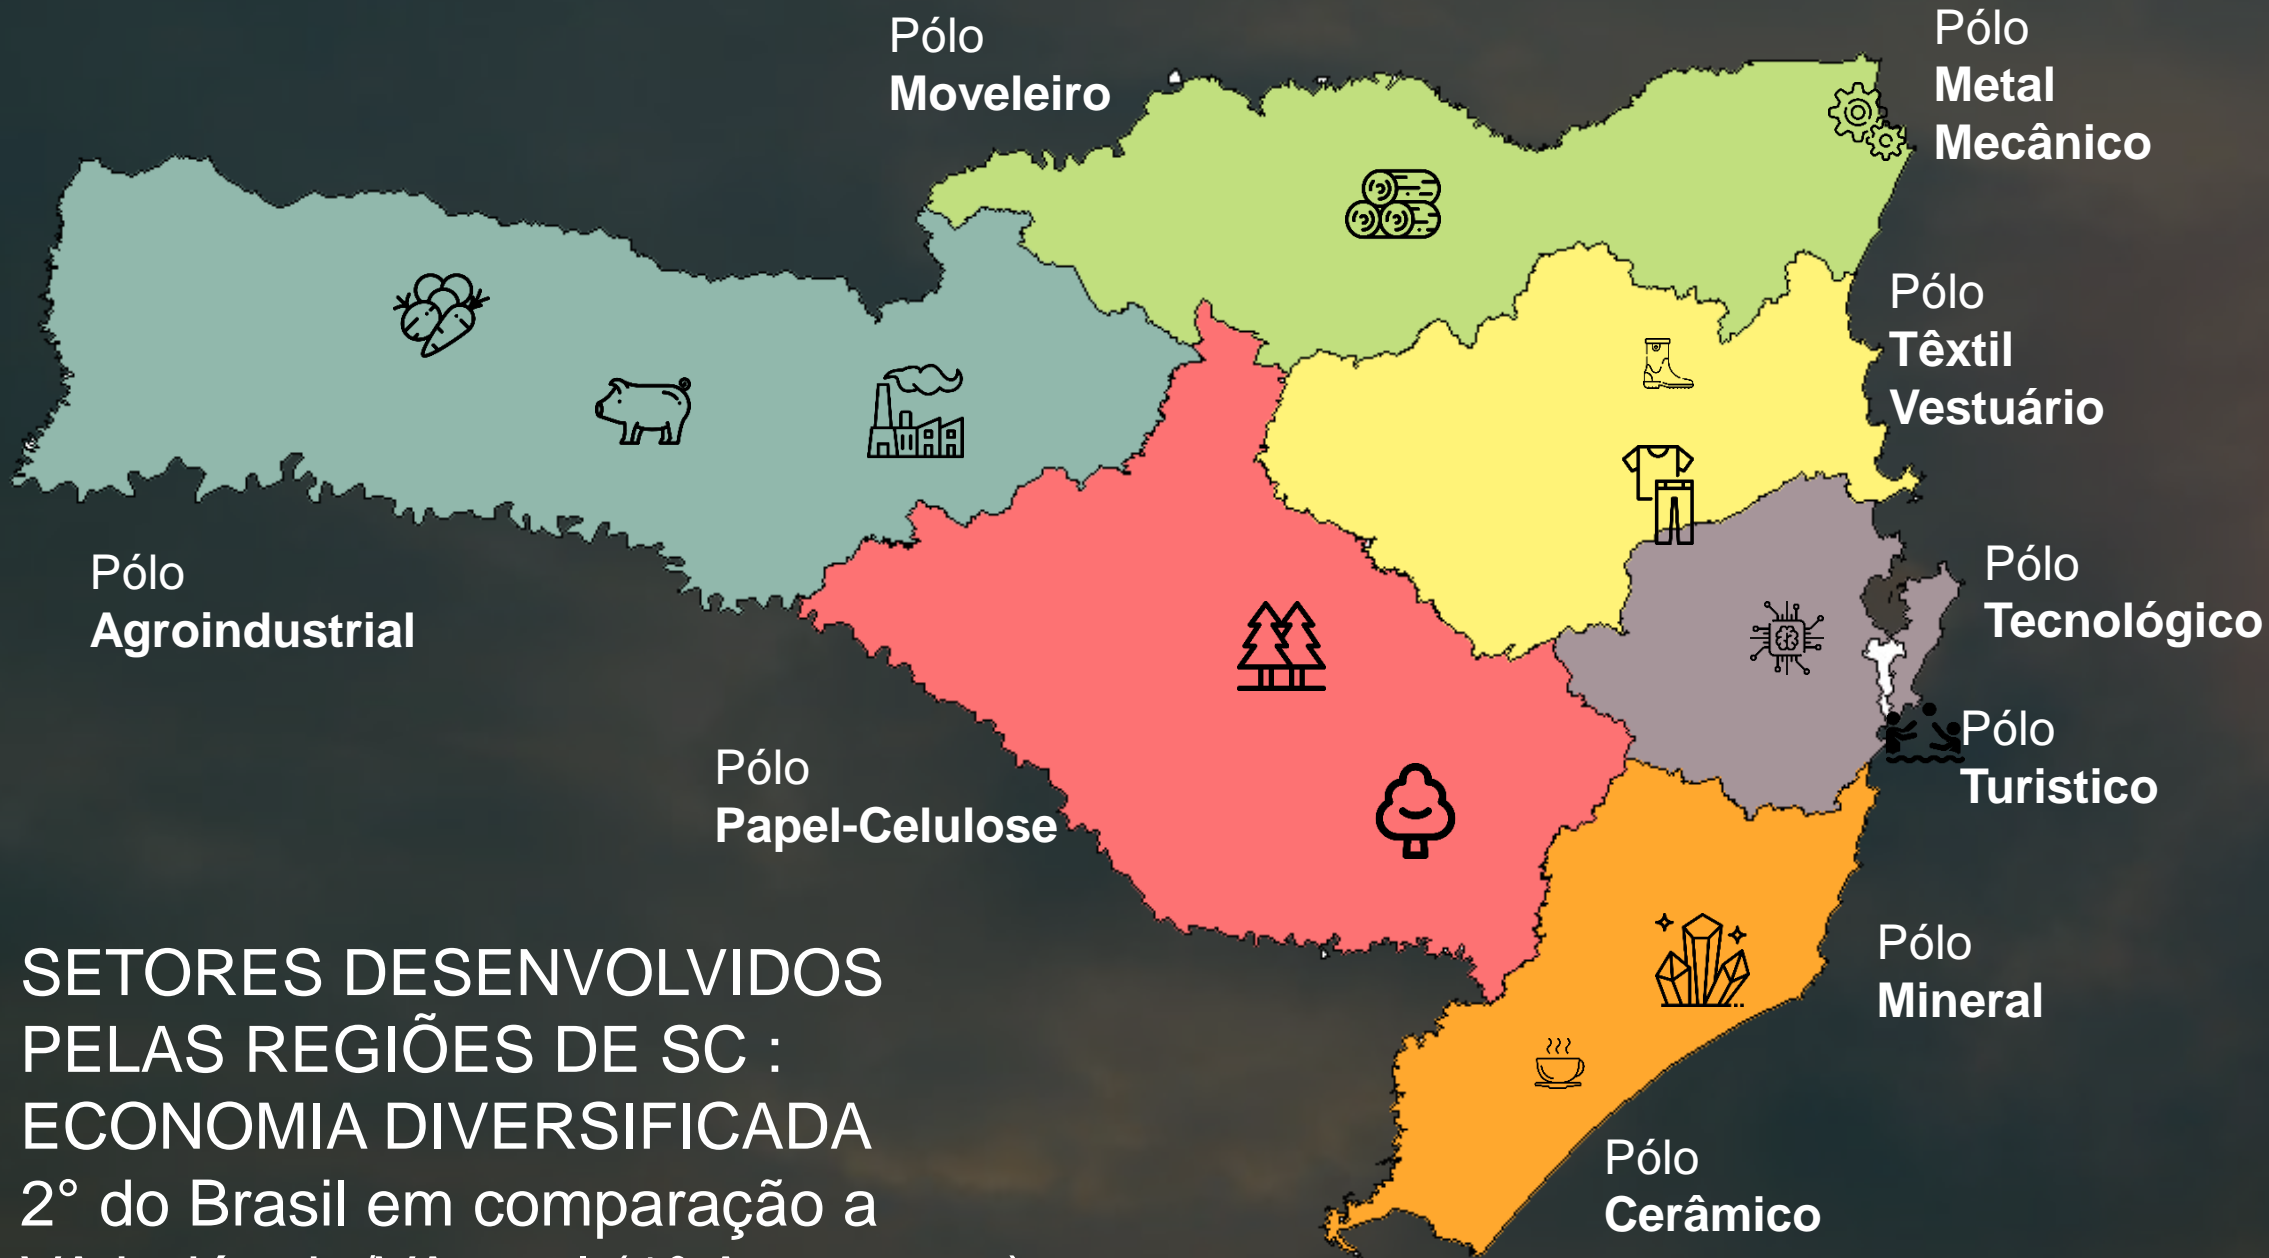 Pólo
Moveleiro
Pólo
Metal
Mecânico
Pólo
Têxtil
Vestuário
Pólo
Agroindustrial
Pólo
Tecnológico
Pólo
Turistico
Pólo
Papel-Celulose
Pólo
Mineral
Pólo
Cerâmico
SETORES DESENVOLVIDOS
PELAS REGIÕES DE SC :
ECONOMIA DIVERSIFICADA
2° do Brasil em comparação a